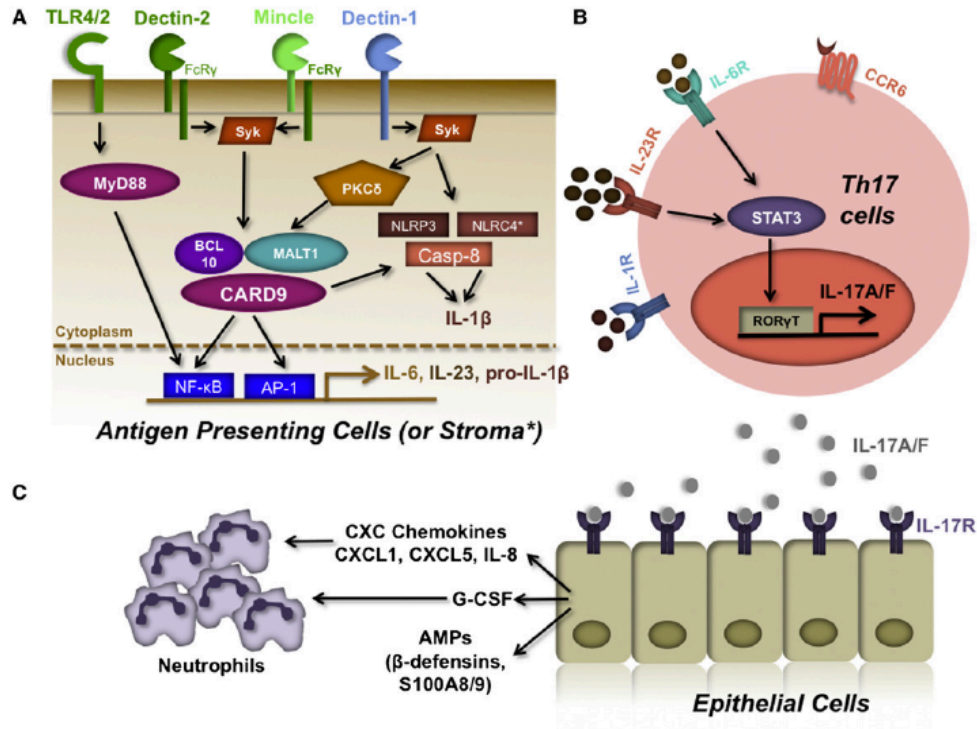 A
TLR4/2
Dectin-2
Mincle
Dectin-1
FcRγ
FcRγ
Syk
Syk
MyD88
PKCδ
NLRP3
NLRC4*
BCL
10
MALT1
Casp-8
CARD9
IL-1β
Cytoplasm
Nucleus
NF-κB
AP-1
IL-6, IL-23, pro-IL-1β
Antigen Presenting Cells (or Stroma*)
B
IL-6R
CCR6
IL-23R
Th17
cells
STAT3
IL-1R
IL-17A/F
RORγT
C
IL-17A/F
IL-17R
CXC Chemokines
CXCL1, CXCL5, IL-8
G-CSF
AMPs
(β-defensins,
S100A8/9)
Neutrophils
Epithelial Cells